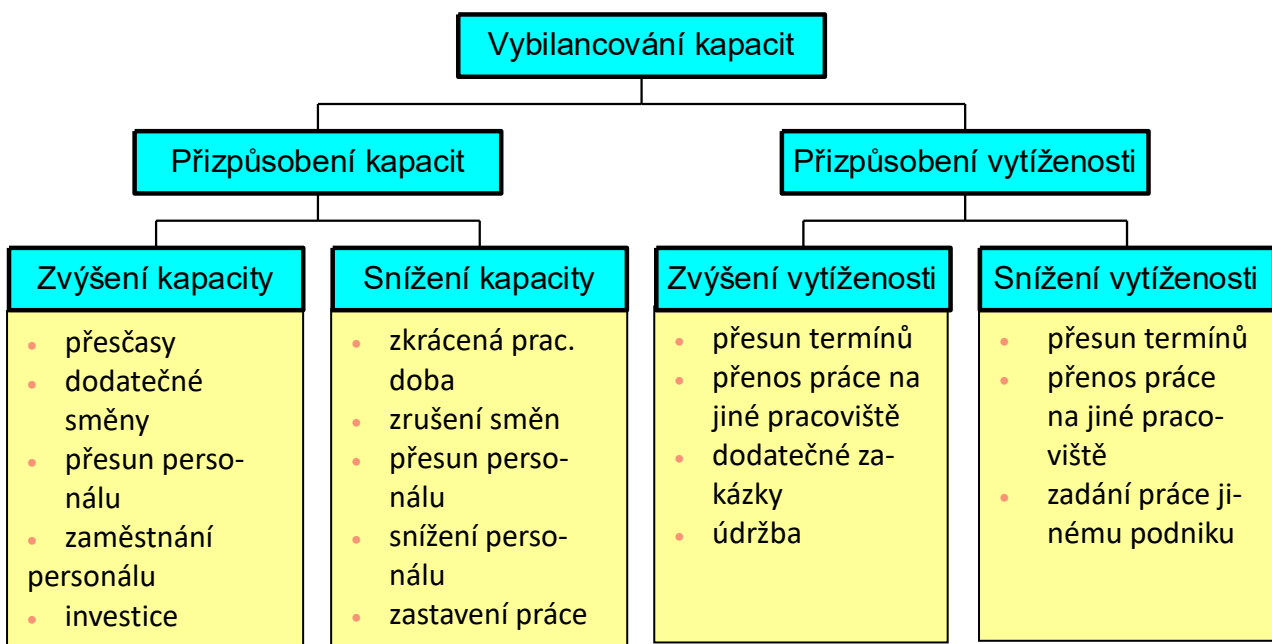 Vybilancování kapacit
Přizpůsobení kapacit
Přizpůsobení vytíženosti
Zvýšení kapacity
• přesčasy
• dodatečné
směny
• přesun perso-
nálu
• zaměstnání
personálu
• investice
Snížení kapacity
• zkrácená prac.
doba
• zrušení směn
• přesun perso-
nálu
• snížení perso-
nálu
• zastavení práce
Zvýšení vytíženosti
• přesun termínů
• přenos práce na
jiné pracoviště
• dodatečné za-
kázky
• údržba
Snížení vytíženosti
• přesun termínů
• přenos práce
na jiné praco-
viště
• zadání práce ji-
nému podniku